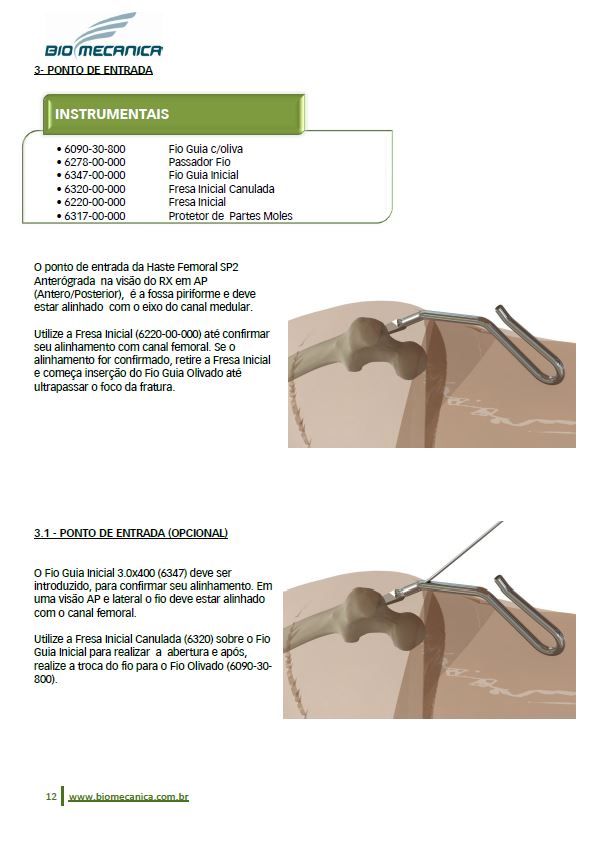 BIOMECANICA
3- PONTO DE ENTRADA
INSTRUMENTAIS
• 6090-30-800 Fio Guia c/oliva
• 6278-00-000 Passador Fio
• 6347-00-000 Fio Guia Inicial
• 6320-00-000 Fresa Inicial Canulada
• 6220-00-000 Fresa Inicial
• 6317-00-000 Protetor de Partes Moles
O ponto de entrada da Haste Femoral SP2
Anterógrada na visão do RX em AP
(Antero/Posterior), é a fossa piriforme e deve
estar alinhado com o eixo do canal medular.
Utilize a Fresa Inicial (6220-00-000) até confirmar
seu alinhamento com canal femoral. Se o
alinhamento for confirmado, retire a Fresa Inicial
e começa inserção do Fio Guia Olivado até
ultrapassar o foco da fratura.
3.1 - PONTO DE ENTRADA (OPCIONAL)
O Fio Guia Inicial 3.0x400 (6347) deve ser
introduzido, para confirmar seu alinhamento. Em
uma visão AP e lateral o fio deve estar alinhado
com o canal femoral.
Utilize a Fresa Inicial Canulada (6320) sobre o Fio
Guia Inicial para realizar a abertura e após,
realize a troca do fio para o Fio Olivado (6090-30-
800).
12 www.biomecanica.com.br